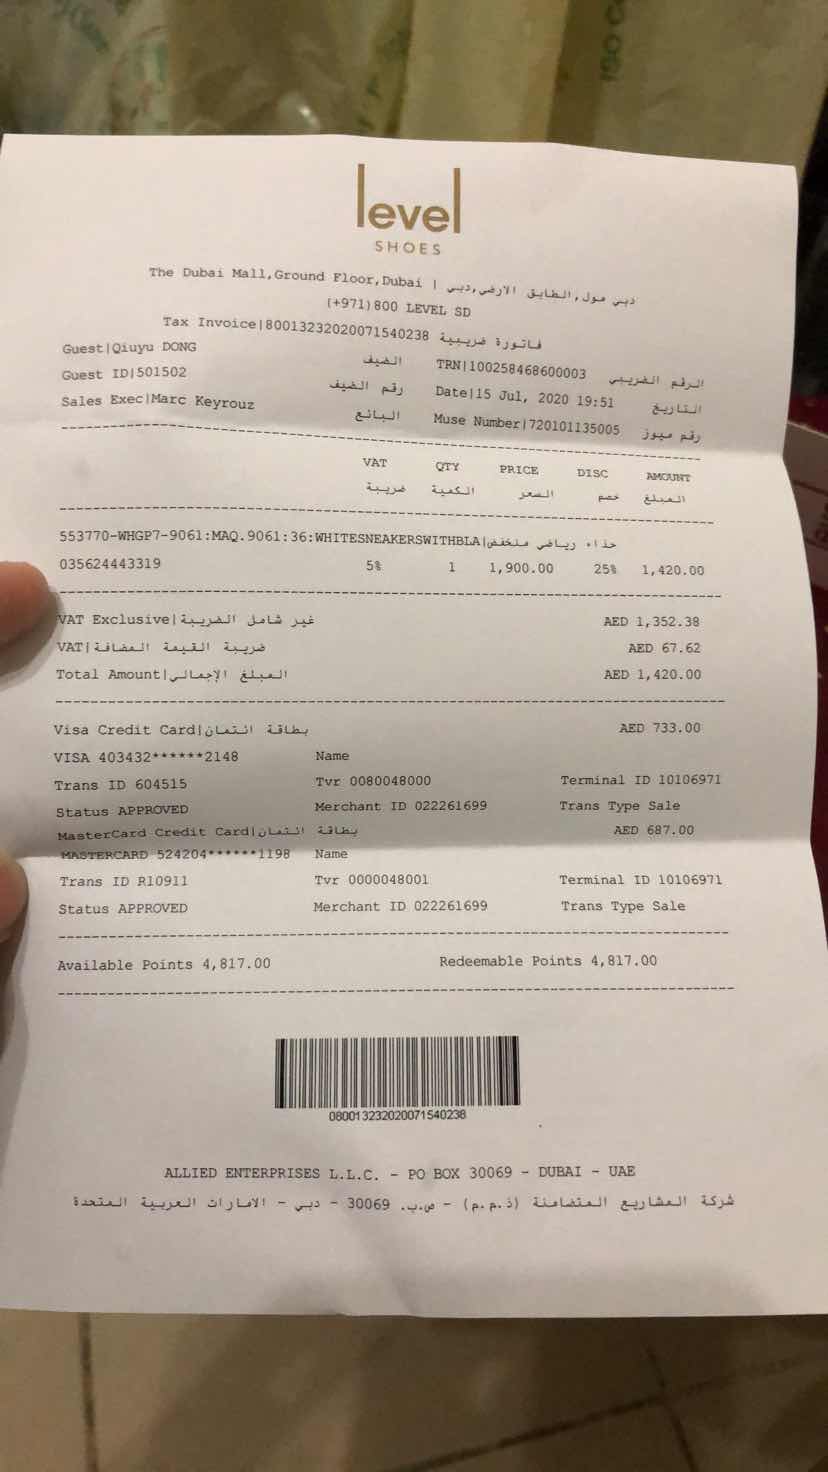 level
SHOES
The Dubai Mall,Ground Floor,Dubai | دبي مول,الطابق الارضي,دبي
(+971)800 LEVEL SD
Tax Invoice|80013232020071540238 فاتورة ضريبية
Guest|Qiuyu DONG الضيف TRN|100258468600003 الرقم الضريبي
Guest ID|501502 رقم الضيف Date|15 Jul, 2020 19:51 التاريخ
Sales Exec|Marc Keyrouz البائع Muse Number|720101135005 رقم ميوز
VAT QTY PRICE DISC AMOUNT
ضريبة الكمية السعر خصم المبلغ
553770-WHGP7-9061:MAQ.9061:36:WHITESNEAKERSWITHBLA|حذاء رياضي منخفض
035624443319 5% 1 1,900.00 25% 1,420.00
VAT Exclusive|غير شامل الضريبة AED 1,352.38
VAT|ضريبة القيمة المضافة AED 67.62
Total Amount|المبلغ الإجمالي AED 1,420.00
Visa Credit Card|بطاقة ائتمان AED 733.00
VISA 403432******2148 Name
Trans ID 604515 Tvr 0080048000 Terminal ID 10106971
Status APPROVED Merchant ID 022261699 Trans Type Sale
MasterCard Credit Card|بطاقة ائتمان AED 687.00
MASTERCARD 524204******1198 Name
Trans ID R10911 Tvr 0000048001 Terminal ID 10106971
Status APPROVED Merchant ID 022261699 Trans Type Sale
Available Points 4,817.00 Redeemable Points 4,817.00
080013232020071540238
ALLIED ENTERPRISES L.L.C. - PO BOX 30069 - DUBAI - UAE
شركة المشاريع المتضامنة (ذ.م.م) - ص.ب. 30069 - دبي - الامارات العربية المتحدة